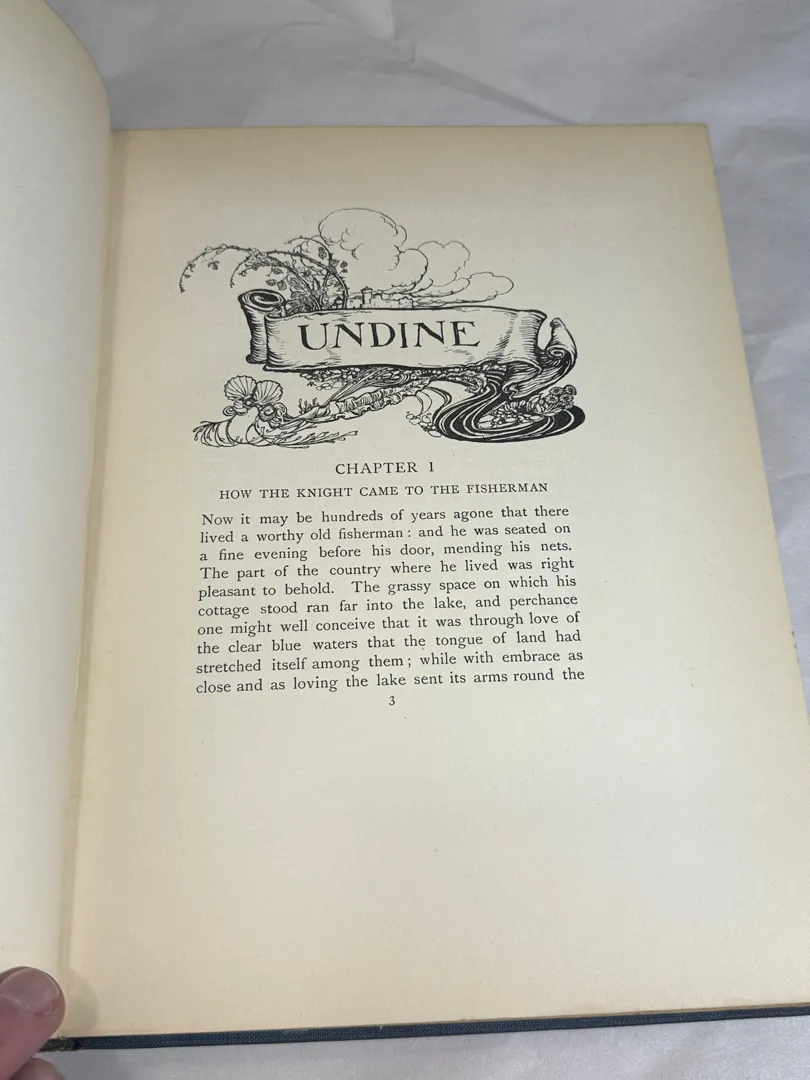 UNDINE
CHAPTER I
HOW THE KNIGHT CAME TO THE FISHERMAN
Now it may be hundreds of years agone that there
lived a worthy old fisherman : and he was seated on
a fine evening before his door, mending his nets.
The part of the country where he lived was right
pleasant to behold. The grassy space on which his
cottage stood ran far into the lake, and perchance
one might well conceive that it was through love of
the clear blue waters that the tongue of land had
stretched itself among them ; while with embrace as
close and as loving the lake sent its arms round the
3